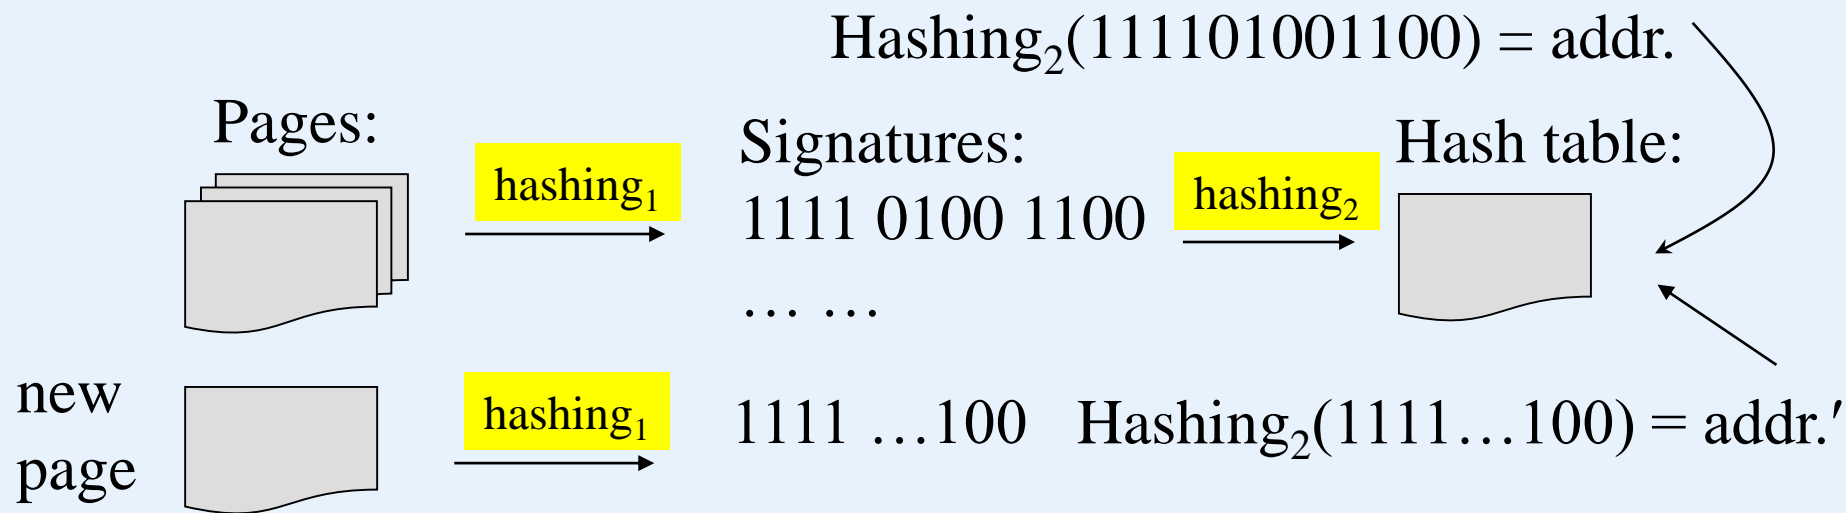 Hashing₂(111101001100) = addr.
Pages:
hashing₁
Signatures:
1111 0100 1100
… …
hashing₂
Hash table:
new
page
hashing₁
1111 …100
Hashing₂(1111…100) = addr.′